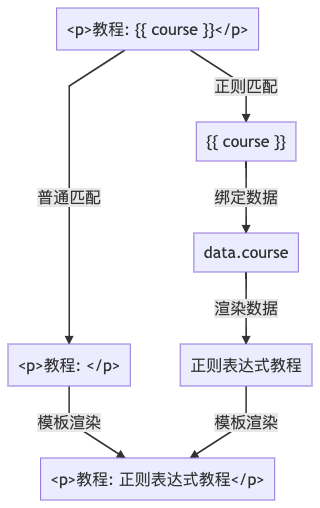 <p>教程: {{ course }}</p>
正则匹配
{{ course }}
普通匹配
绑定数据
data.course
渲染数据
<p>教程: </p>
正则表达式教程
模板渲染
模板渲染
<p>教程: 正则表达式教程</p>